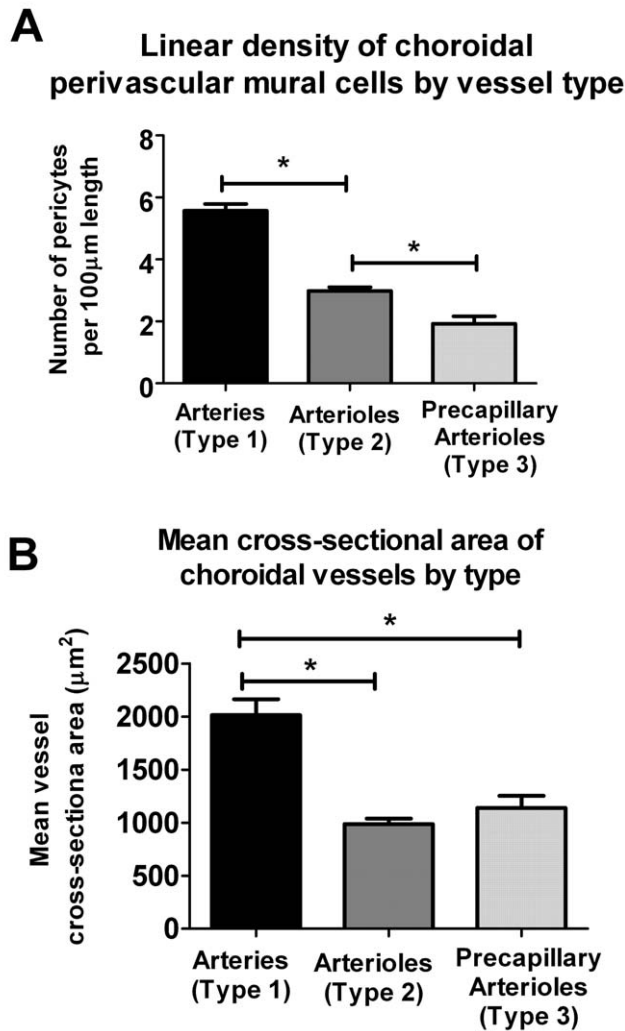 A
Linear density of choroidal
perivascular mural cells by vessel type
Number of pericytes
per 100μm length
8
6
4
2
0
*
*
Arteries
(Type 1)
Arterioles
(Type 2)
Precapillary
Arterioles
(Type 3)
B
Mean cross-sectional area of
choroidal vessels by type
Mean vessel
cross-sectiona area (μm²)
2500
2000
1500
1000
500
0
*
*
Arteries
(Type 1)
Arterioles
(Type 2)
Precapillary
Arterioles
(Type 3)